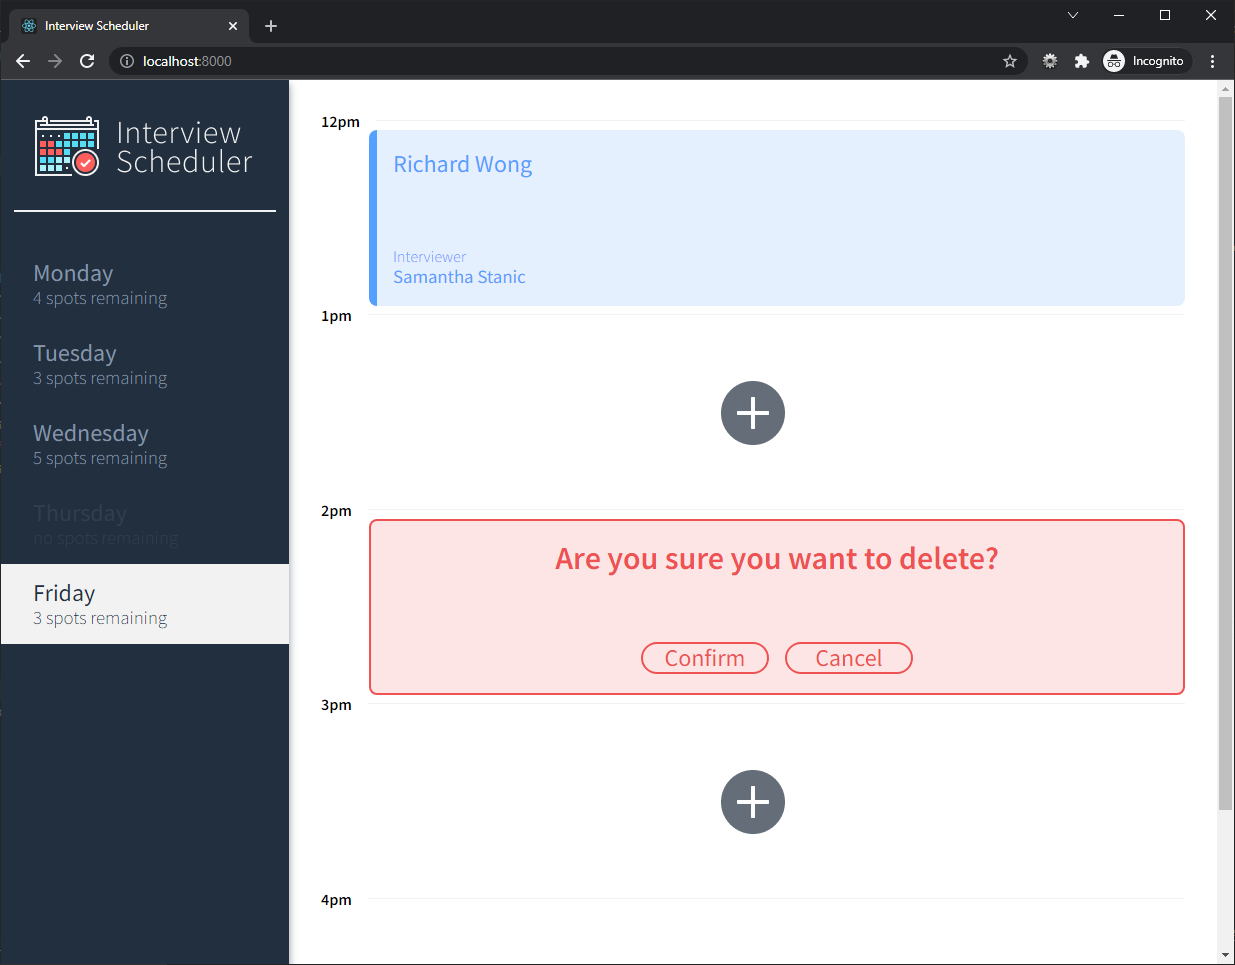 Interview Scheduler
localhost:8000
Incognito
Interview
Scheduler
Monday
4 spots remaining
Tuesday
3 spots remaining
Wednesday
5 spots remaining
Thursday
no spots remaining
Friday
3 spots remaining
12pm
Richard Wong
Interviewer
Samantha Stanic
1pm
2pm
Are you sure you want to delete?
Confirm Cancel
3pm
4pm